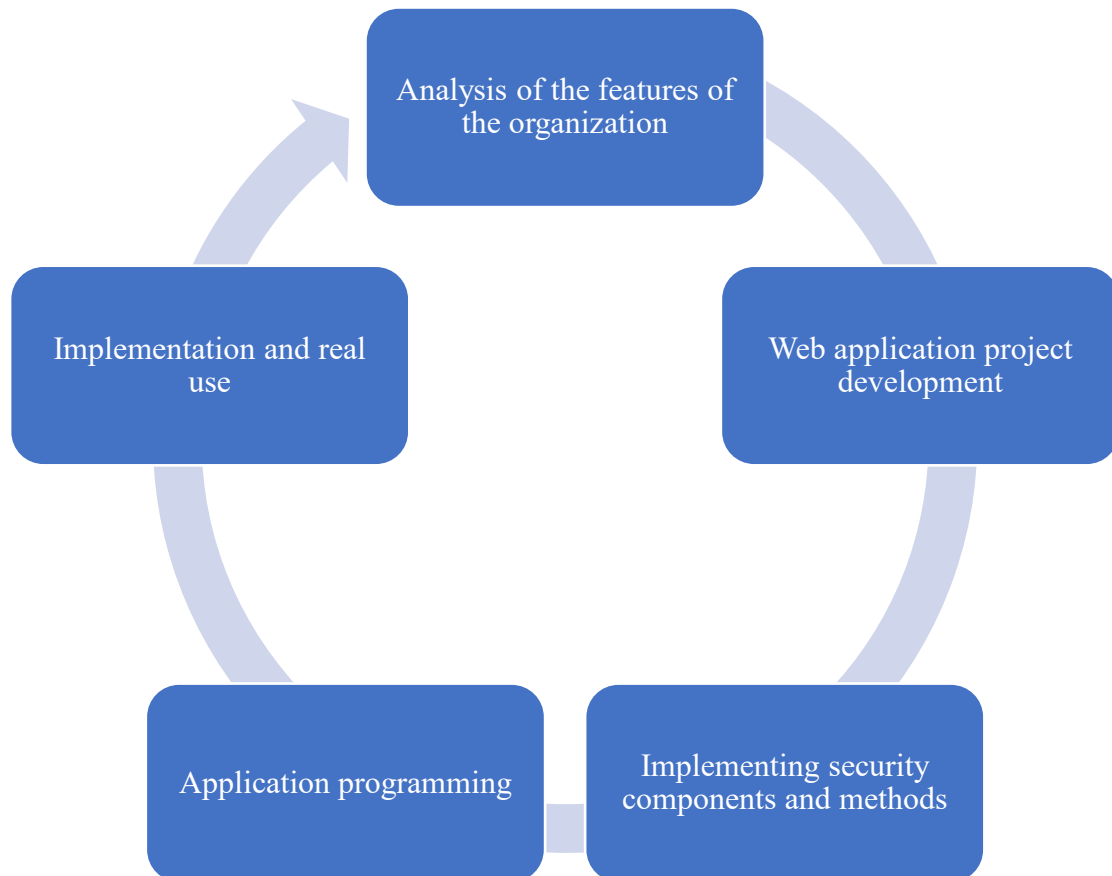 Analysis of the features of
the organization
Web application project
development
Implementing security
components and methods
Application programming
Implementation and real
use